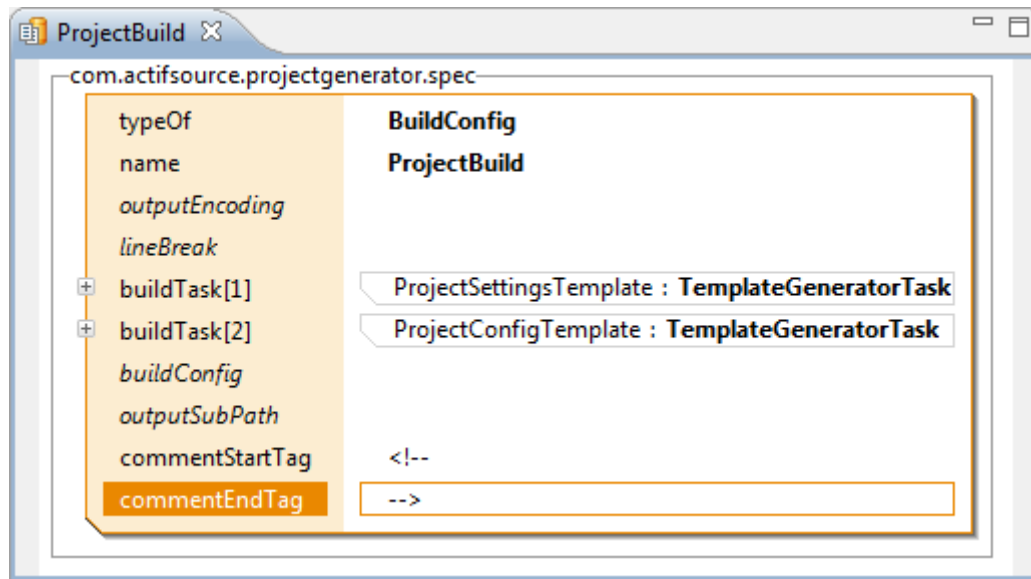 ProjectBuild
com.actifsource.projectgenerator.spec
typeOf BuildConfig
name ProjectBuild
outputEncoding
lineBreak
buildTask[1] ProjectSettingsTemplate : TemplateGeneratorTask
buildTask[2] ProjectConfigTemplate : TemplateGeneratorTask
buildConfig
outputSubPath
commentStartTag <!--
commentEndTag -->